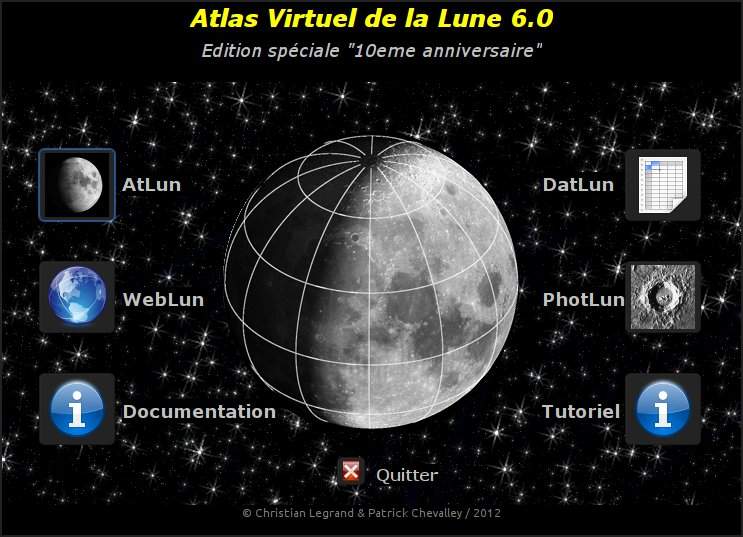 Atlas Virtuel de la Lune 6.0
Edition spéciale "10eme anniversaire"
AtLun
DatLun
WebLun
PhotLun
Documentation
Tutoriel
Quitter
© Christian Legrand & Patrick Chevalley / 2012